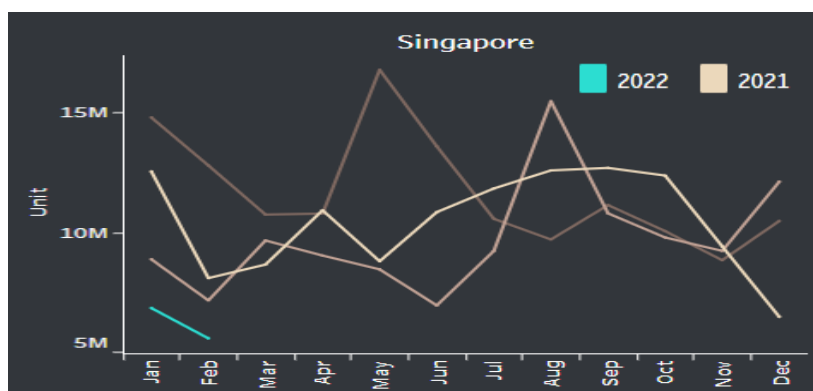 Singapore
2022 2021
15M
10M
5M
Unit
Jan Feb Mar Apr May Jun Jul Aug Sep Oct Nov Dec